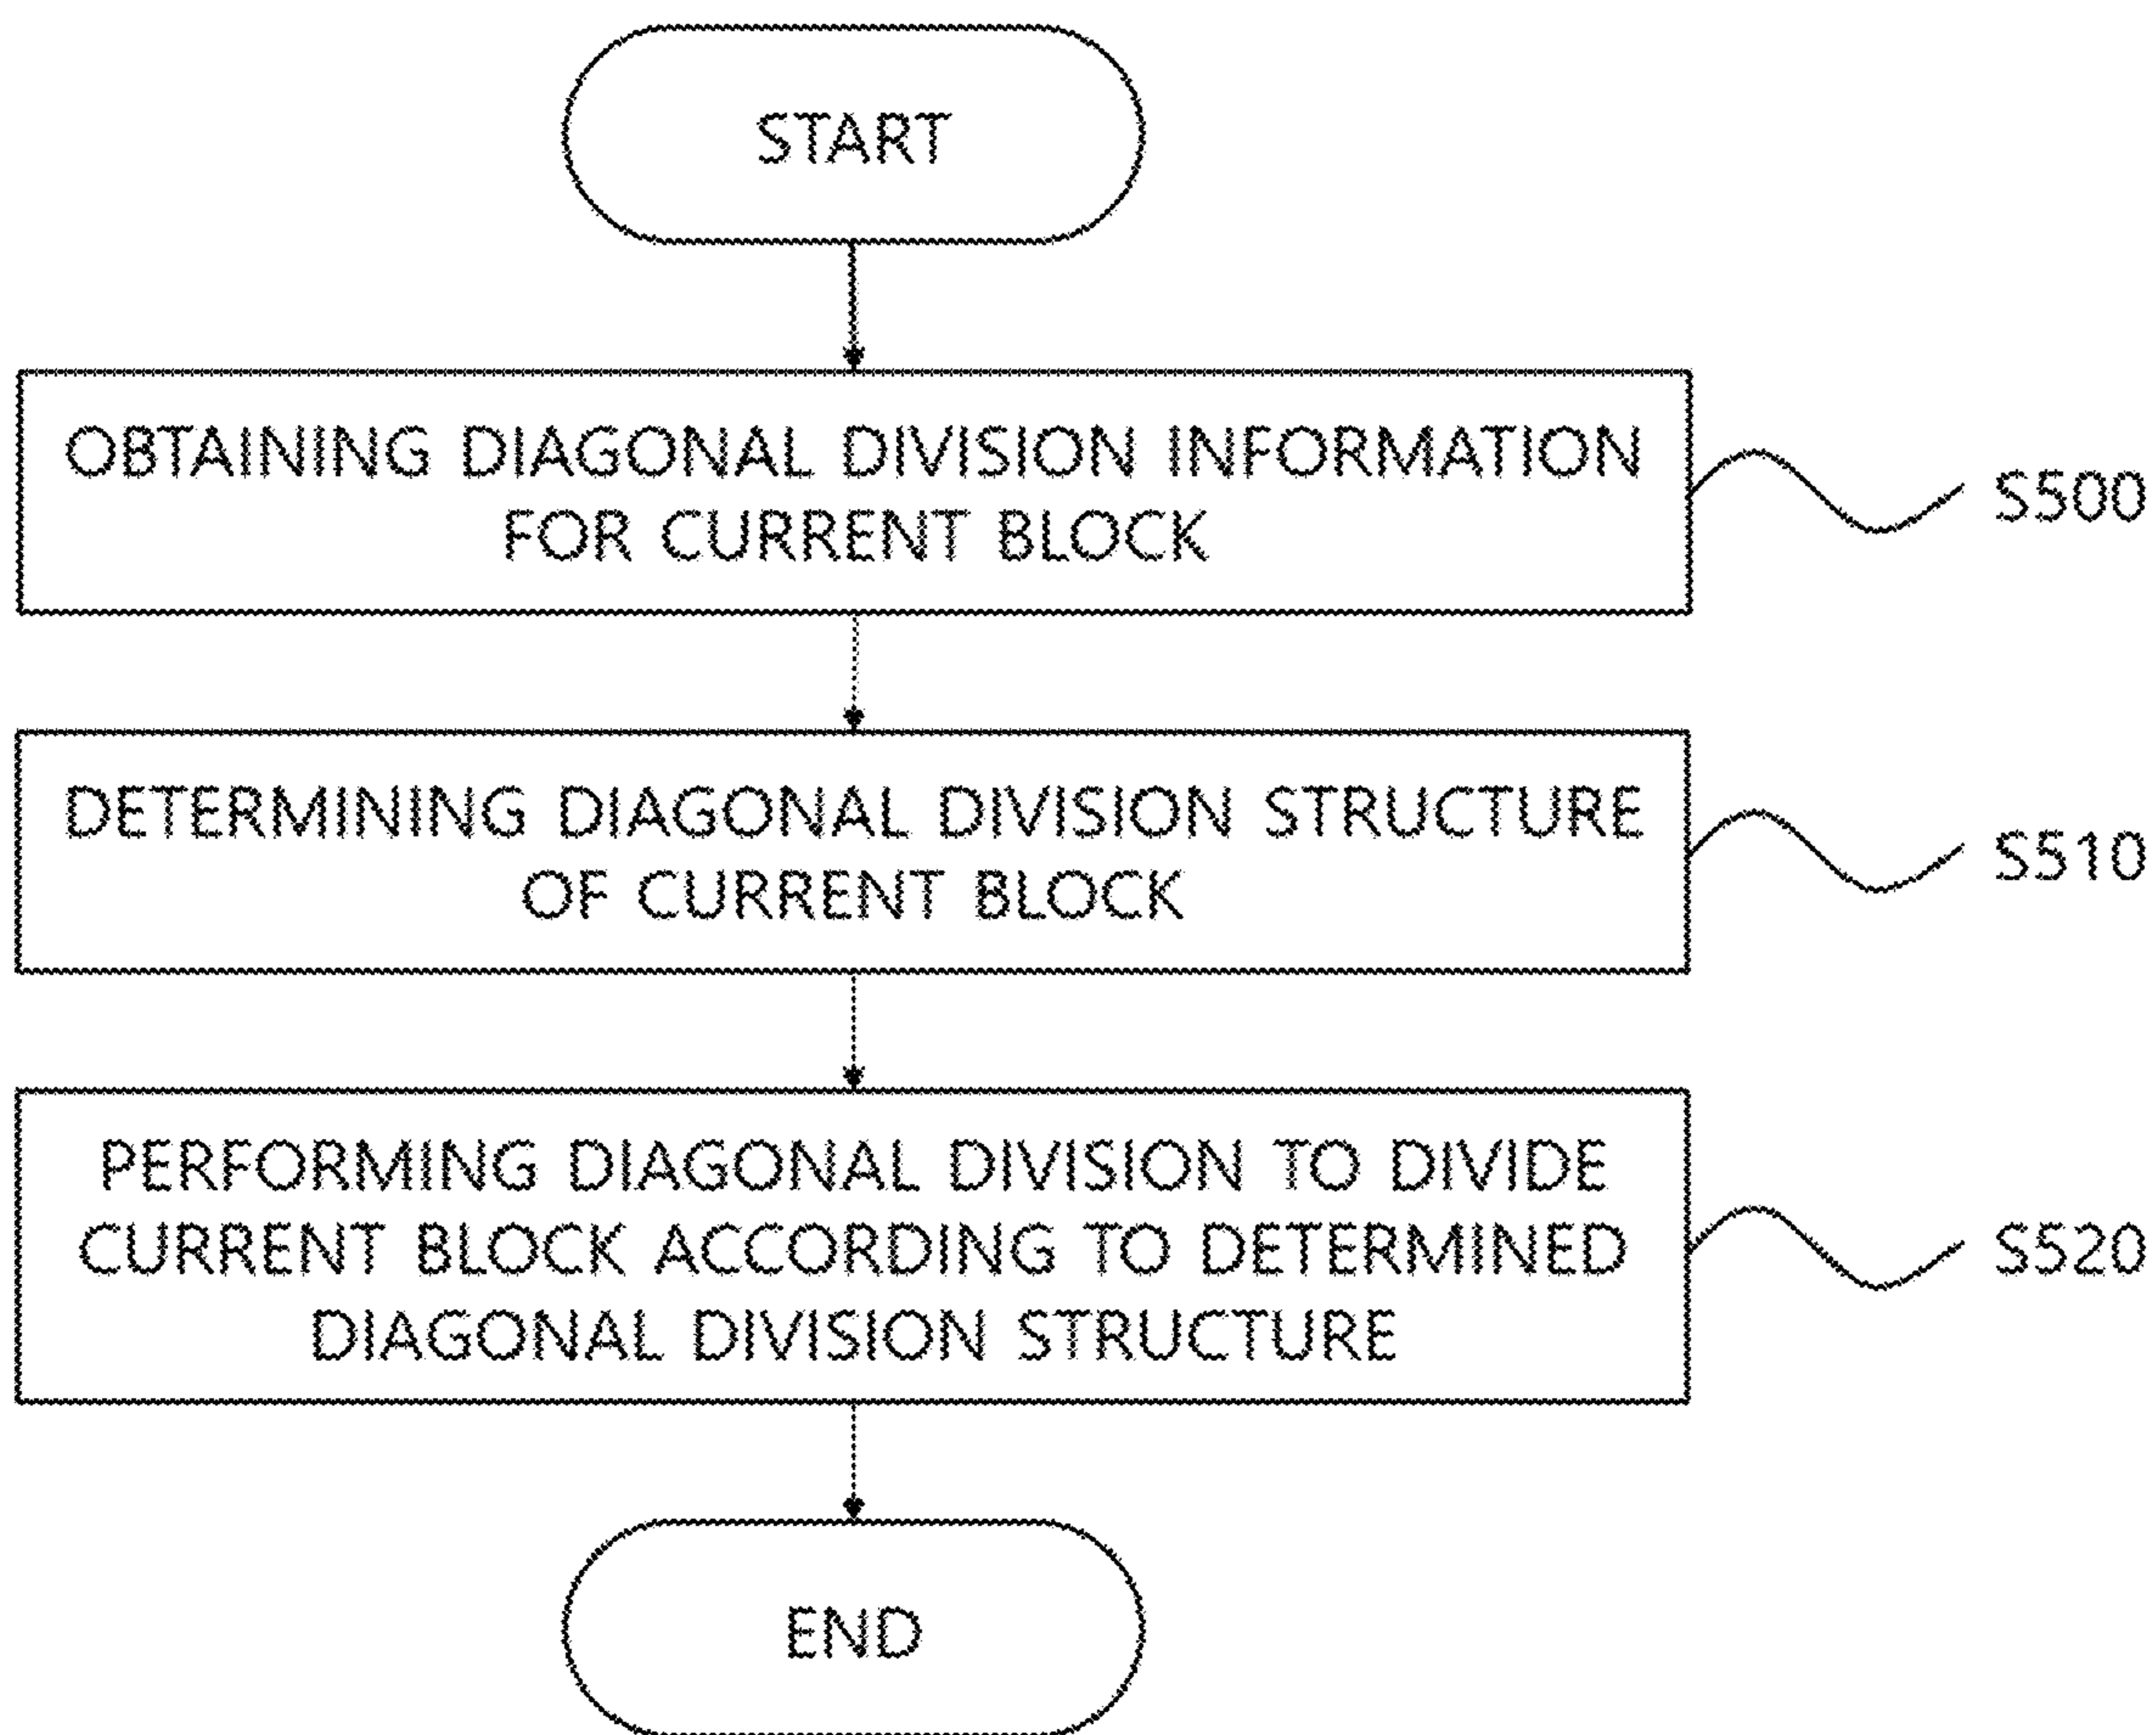 START
OBTAINING DIAGONAL DIVISION INFORMATION
FOR CURRENT BLOCK
S500
DETERMINING DIAGONAL DIVISION STRUCTURE
OF CURRENT BLOCK
S510
PERFORMING DIAGONAL DIVISION TO DIVIDE
CURRENT BLOCK ACCORDING TO DETERMINED
DIAGONAL DIVISION STRUCTURE
S520
END